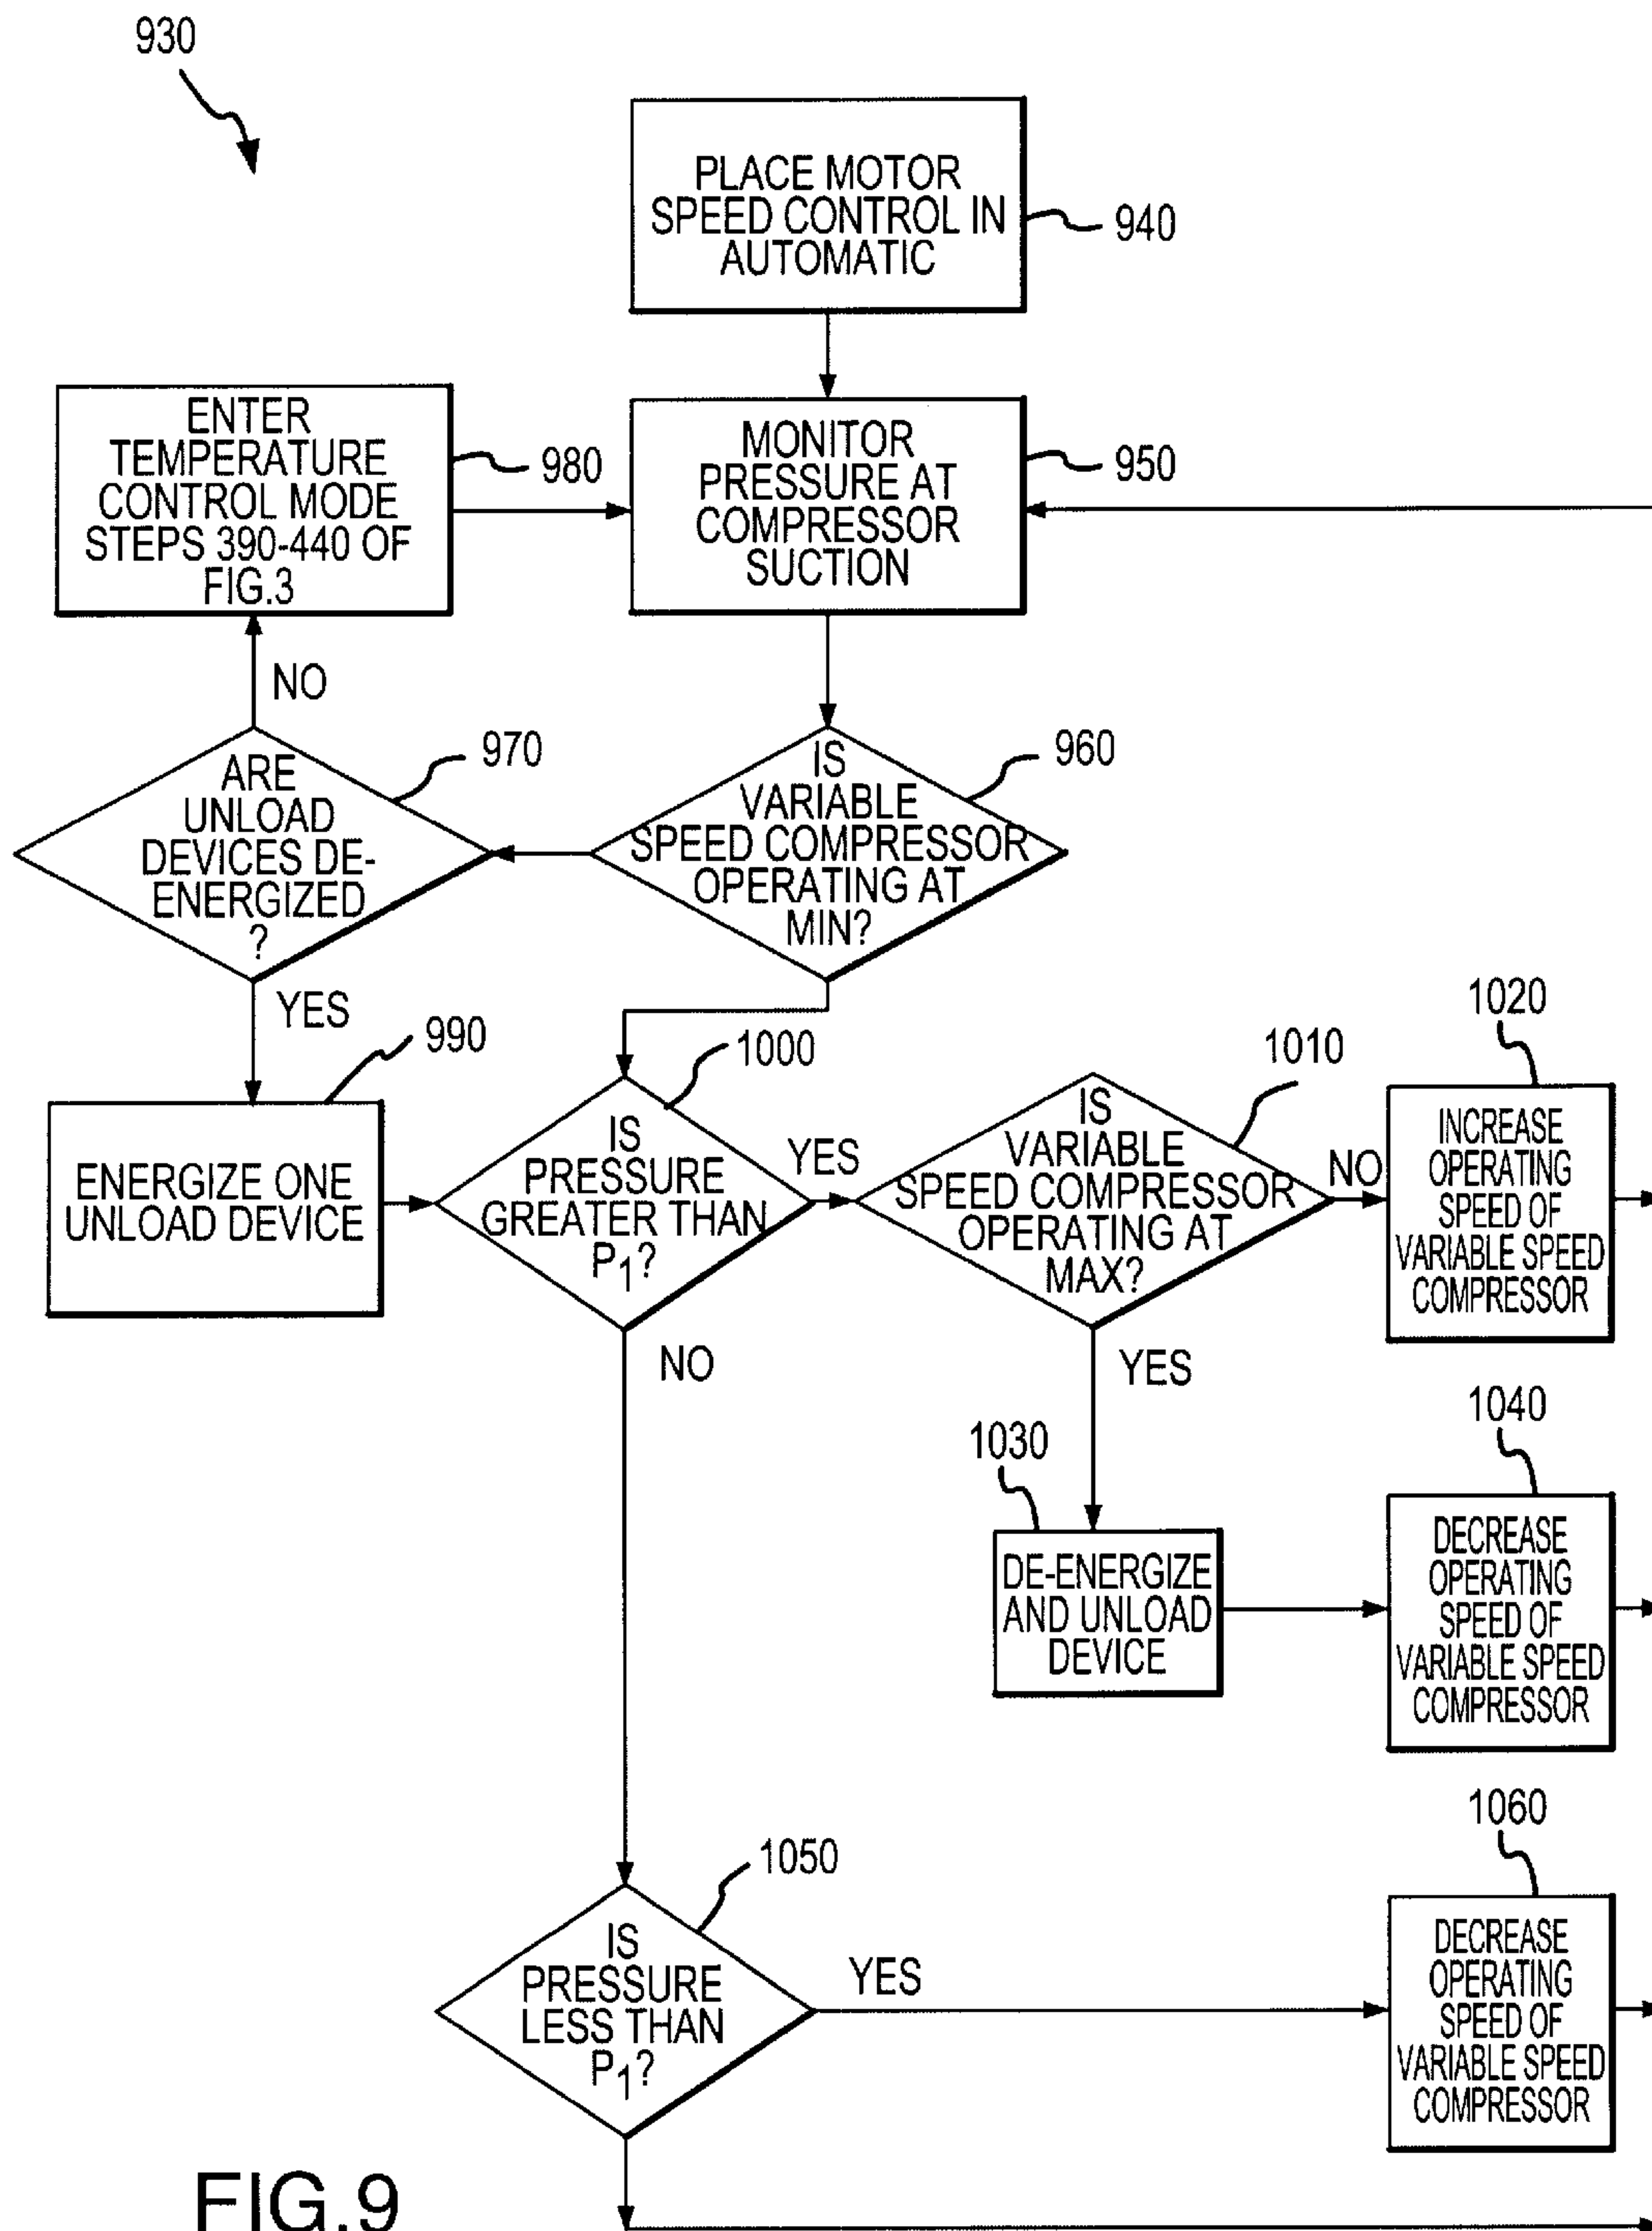 930
PLACE MOTOR
SPEED CONTROL IN
AUTOMATIC
940
ENTER
TEMPERATURE
CONTROL MODE
STEPS 390-440 OF
FIG.3
980
MONITOR
PRESSURE AT
COMPRESSOR
SUCTION
950
NO
ARE
UNLOAD
DEVICES DE-
ENERGIZED
?
970
IS
VARIABLE
SPEED COMPRESSOR
OPERATING AT
MIN?
960
YES
990
ENERGIZE ONE
UNLOAD DEVICE
1000
IS
PRESSURE
GREATER THAN
P1?
YES
1010
IS
VARIABLE
SPEED COMPRESSOR
OPERATING AT
MAX?
NO
1020
INCREASE
OPERATING
SPEED OF
VARIABLE SPEED
COMPRESSOR
NO
YES
1030
DE-ENERGIZE
AND UNLOAD
DEVICE
1040
DECREASE
OPERATING
SPEED OF
VARIABLE SPEED
COMPRESSOR
1050
IS
PRESSURE
LESS THAN
P1?
YES
1060
DECREASE
OPERATING
SPEED OF
VARIABLE SPEED
COMPRESSOR
FIG.9